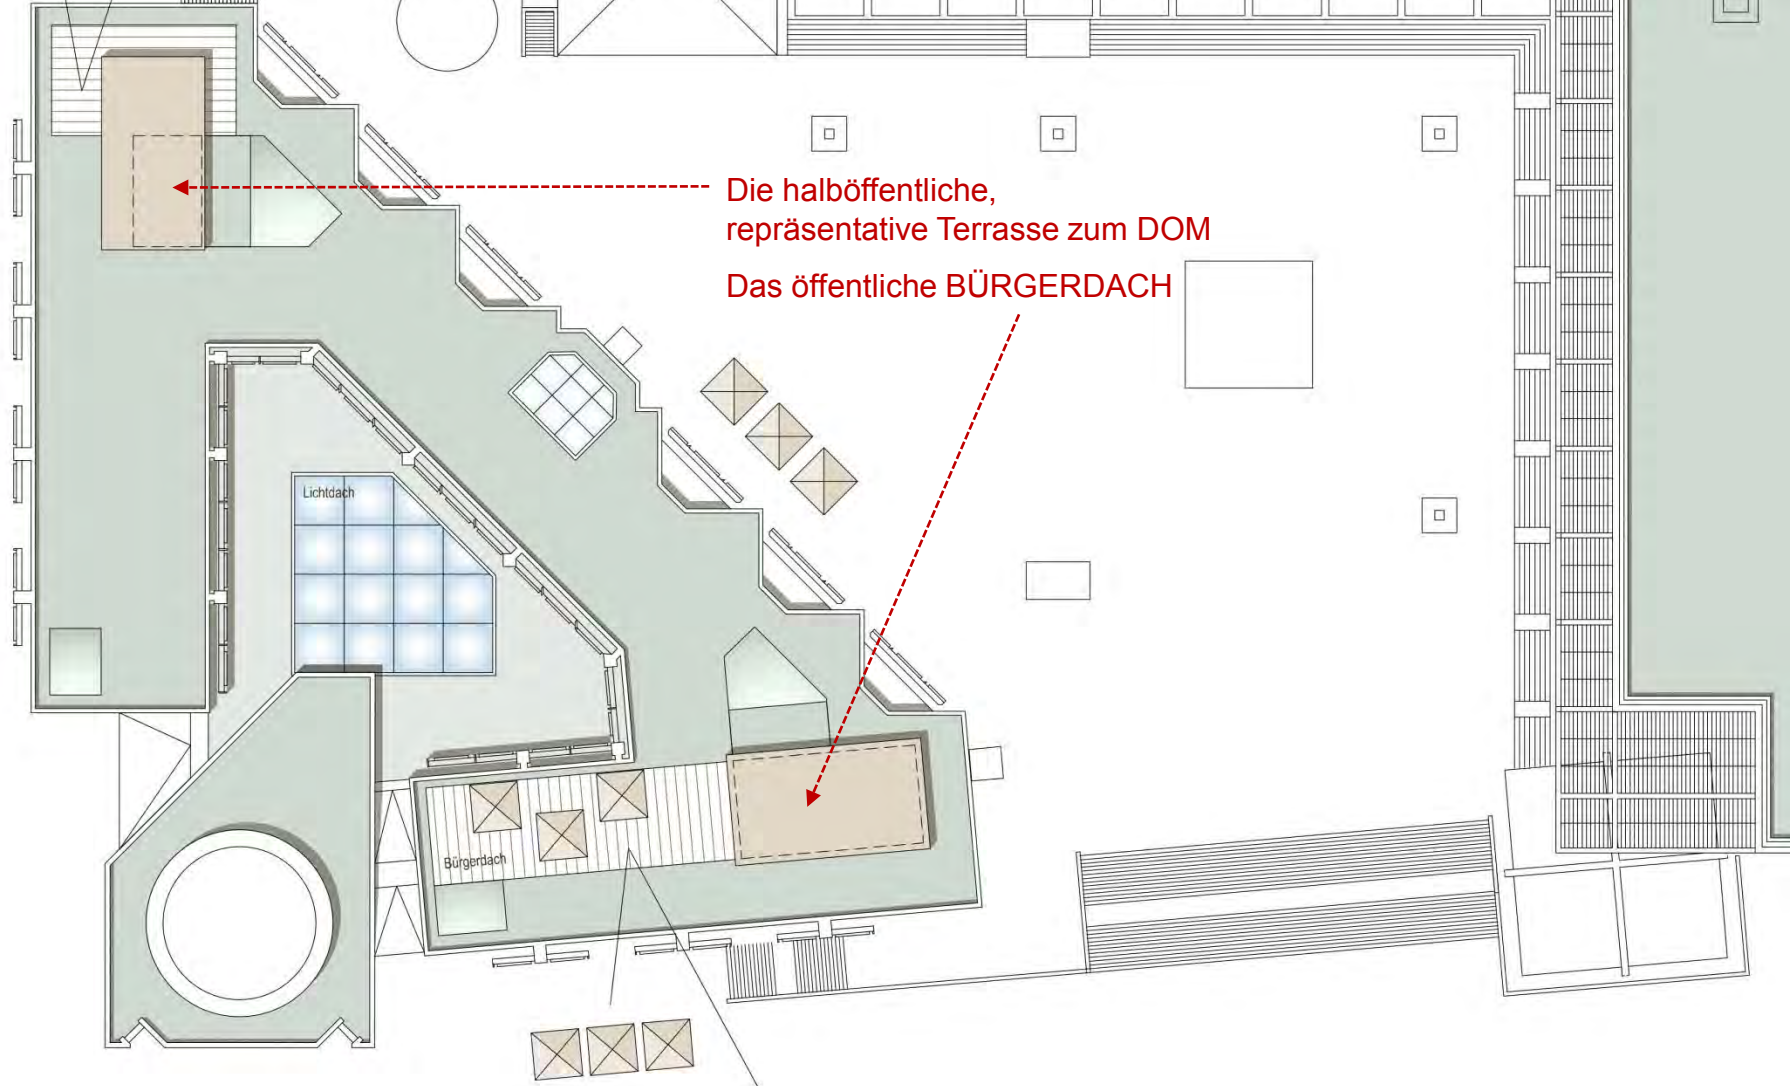 Die halböffentliche,
repräsentative Terrasse zum DOM
Das öffentliche BÜRGERDACH
Lichtdach
Bürgerdach